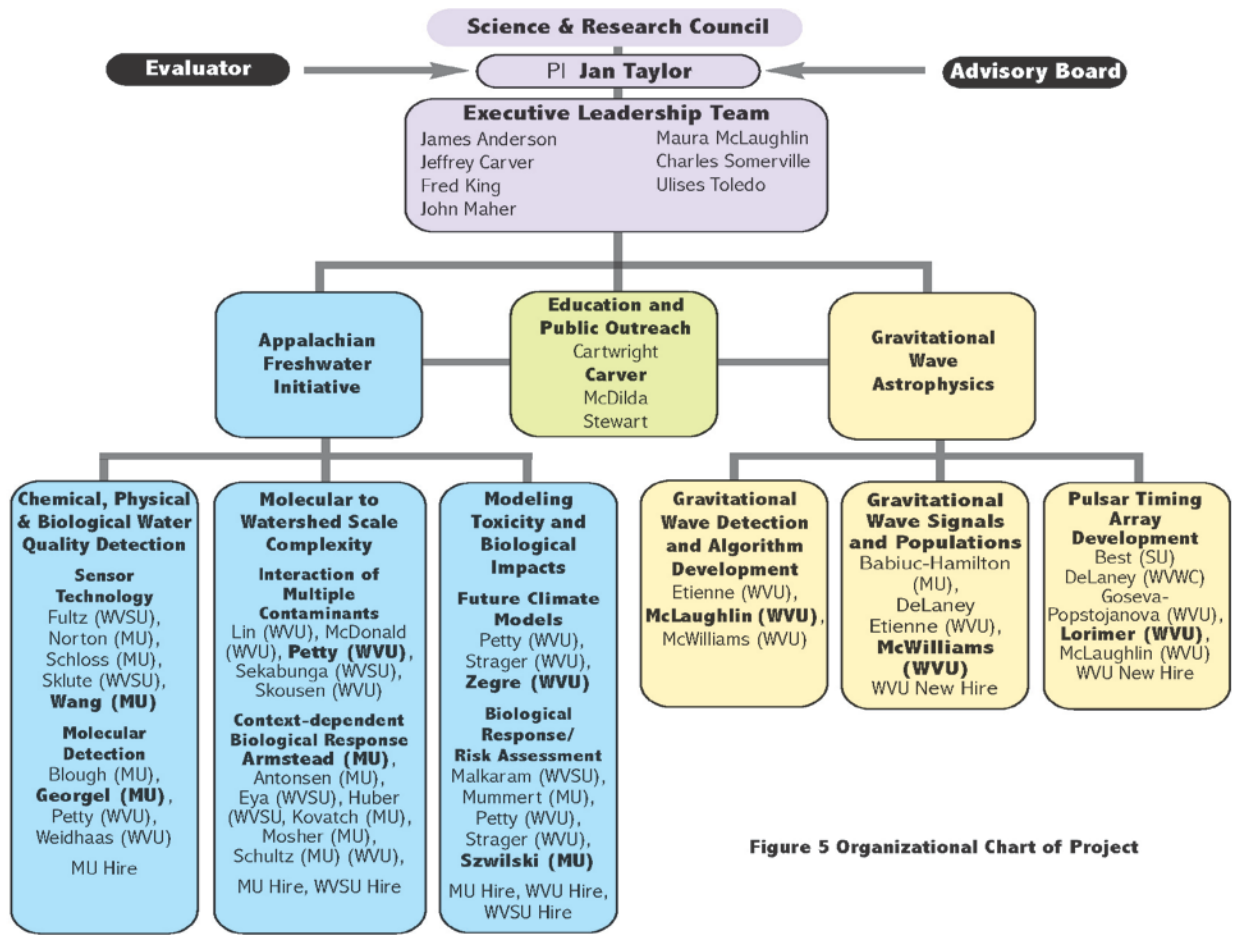 Science & Research Council
Evaluator
PI Jan Taylor
Advisory Board
Executive Leadership Team
James Anderson
Jeffrey Carver
Fred King
John Maher
Maura McLaughlin
Charles Somerville
Ulises Toledo
Appalachian
Freshwater
Initiative
Education and
Public Outreach
Cartwright
Carver
McDilda
Stewart
Gravitational
Wave
Astrophysics
Chemical, Physical
& Biological Water
Quality Detection
Sensor
Technology
Fultz (WVSU),
Norton (MU),
Schloss (MU),
Sklute (WVSU),
Wang (MU)
Molecular
Detection
Blough (MU),
Georgel (MU),
Petty (WVU),
Weidhaas (WVU)
MU Hire
Molecular to
Watershed Scale
Complexity
Interaction of
Multiple
Contaminants
Lin (WVU), McDonald
(WVU), Petty (WVU),
Sekabunga (WVSU),
Skousen (WVU)
Context-dependent
Biological Response
Armstead (MU),
Antonsen (MU),
Eya (WVSU), Huber
(WVSU, Kovatch (MU),
Mosher (MU),
Schultz (MU) (WVU),
MU Hire, WVSU Hire
Modeling
Toxicity and
Biological
Impacts
Future Climate
Models
Petty (WVU),
Strager (WVU),
Zegre (WVU)
Biological
Response/
Risk Assessment
Malkaram (WVSU),
Mummert (MU),
Petty (WVU),
Strager (WVU),
Szwilski (MU)
MU Hire, WVU Hire,
WVSU Hire
Gravitational
Wave Detection
and Algorithm
Development
Etienne (WVU),
McLaughlin (WVU),
McWilliams (WVU)
Gravitational
Wave Signals
and Populations
Babiuc-Hamilton
(MU),
DeLaney
Etienne (WVU),
McWilliams
(WVU)
WVU New Hire
Pulsar Timing
Array
Development
Best (SU)
DeLaney (WVWC)
Goseva-
Popstojanova (WVU),
Lorimer (WVU),
McLaughlin (WVU)
WVU New Hire
Figure 5 Organizational Chart of Project